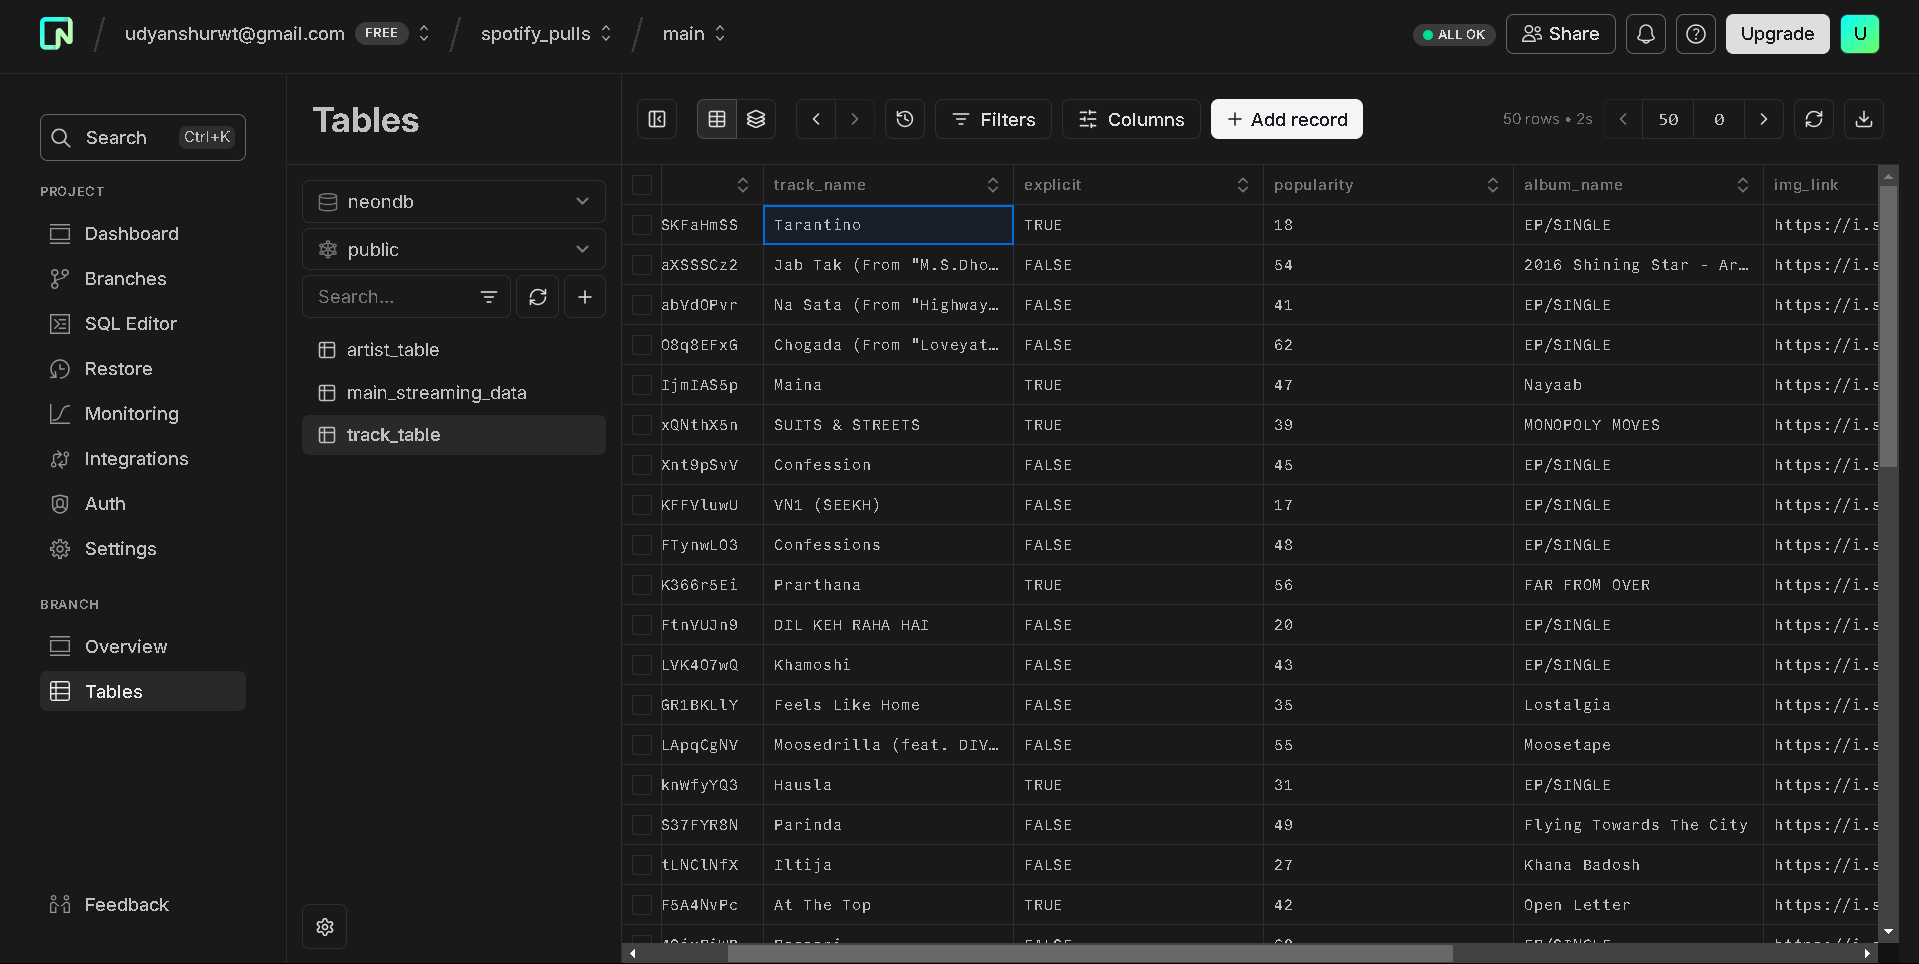 udyanshurwt@gmail.com FREE spotify_pulls main ALL OK Share Upgrade U
Search Ctrl+K
PROJECT
Dashboard
Branches
SQL Editor
Restore
Monitoring
Integrations
Auth
Settings
BRANCH
Overview
Tables
Feedback
Tables
neondb
public
Search...
artist_table
main_streaming_data
track_table
Filters Columns Add record 50 rows • 2s 50 0
track_name explicit popularity album_name img_link
SKFaHmSS Tarantino TRUE 18 EP/SINGLE https://i.s
aXSSSCz2 Jab Tak (From "M.S.Dho… FALSE 54 2016 Shining Star - Ar… https://i.s
abVdOPvr Na Sata (From "Highway… FALSE 41 EP/SINGLE https://i.s
O8q8EFxG Chogada (From "Loveyat… FALSE 62 EP/SINGLE https://i.s
IjmIAS5p Maina TRUE 47 Nayaab https://i.s
xQNthX5n SUITS & STREETS TRUE 39 MONOPOLY MOVES https://i.s
Xnt9pSvV Confession FALSE 45 EP/SINGLE https://i.s
KFFVluwU VN1 (SEEKH) FALSE 17 EP/SINGLE https://i.s
FTynwLO3 Confessions FALSE 48 EP/SINGLE https://i.s
K366r5Ei Prarthana TRUE 56 FAR FROM OVER https://i.s
FtnVUJn9 DIL KEH RAHA HAI FALSE 20 EP/SINGLE https://i.s
LVK4O7wQ Khamoshi FALSE 43 EP/SINGLE https://i.s
GR1BKLlY Feels Like Home FALSE 35 Lostalgia https://i.s
LApqCgNV Moosedrilla (feat. DIV… FALSE 55 Moosetape https://i.s
knWfyYQ3 Hausla TRUE 31 EP/SINGLE https://i.s
S37FYR8N Parinda FALSE 49 Flying Towards The City https://i.s
tLNClNfX Iltija FALSE 27 Khana Badosh https://i.s
F5A4NvPc At The Top TRUE 42 Open Letter https://i.s